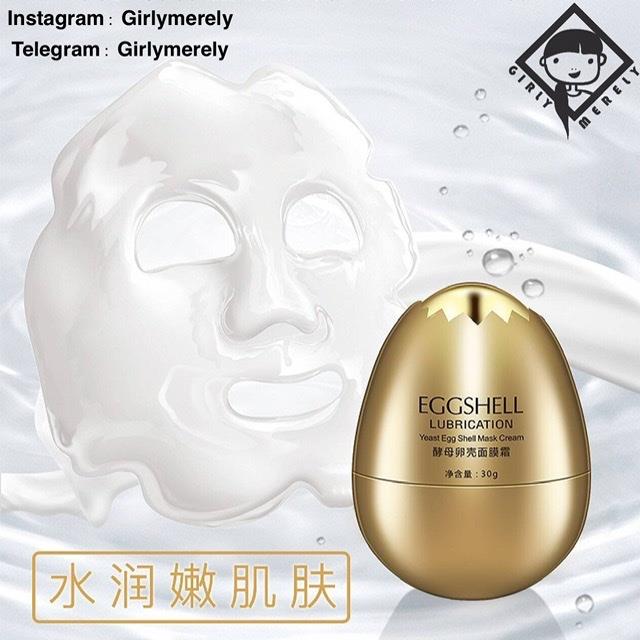 Instagram： Girlymerely
Telegram： Girlymerely
GIRLY MERELY
EGGSHELL
LUBRICATION
Yeast Egg Shell Mask Cream
酵母卵壳面膜霜
净含量：30g
水润嫩肌肤